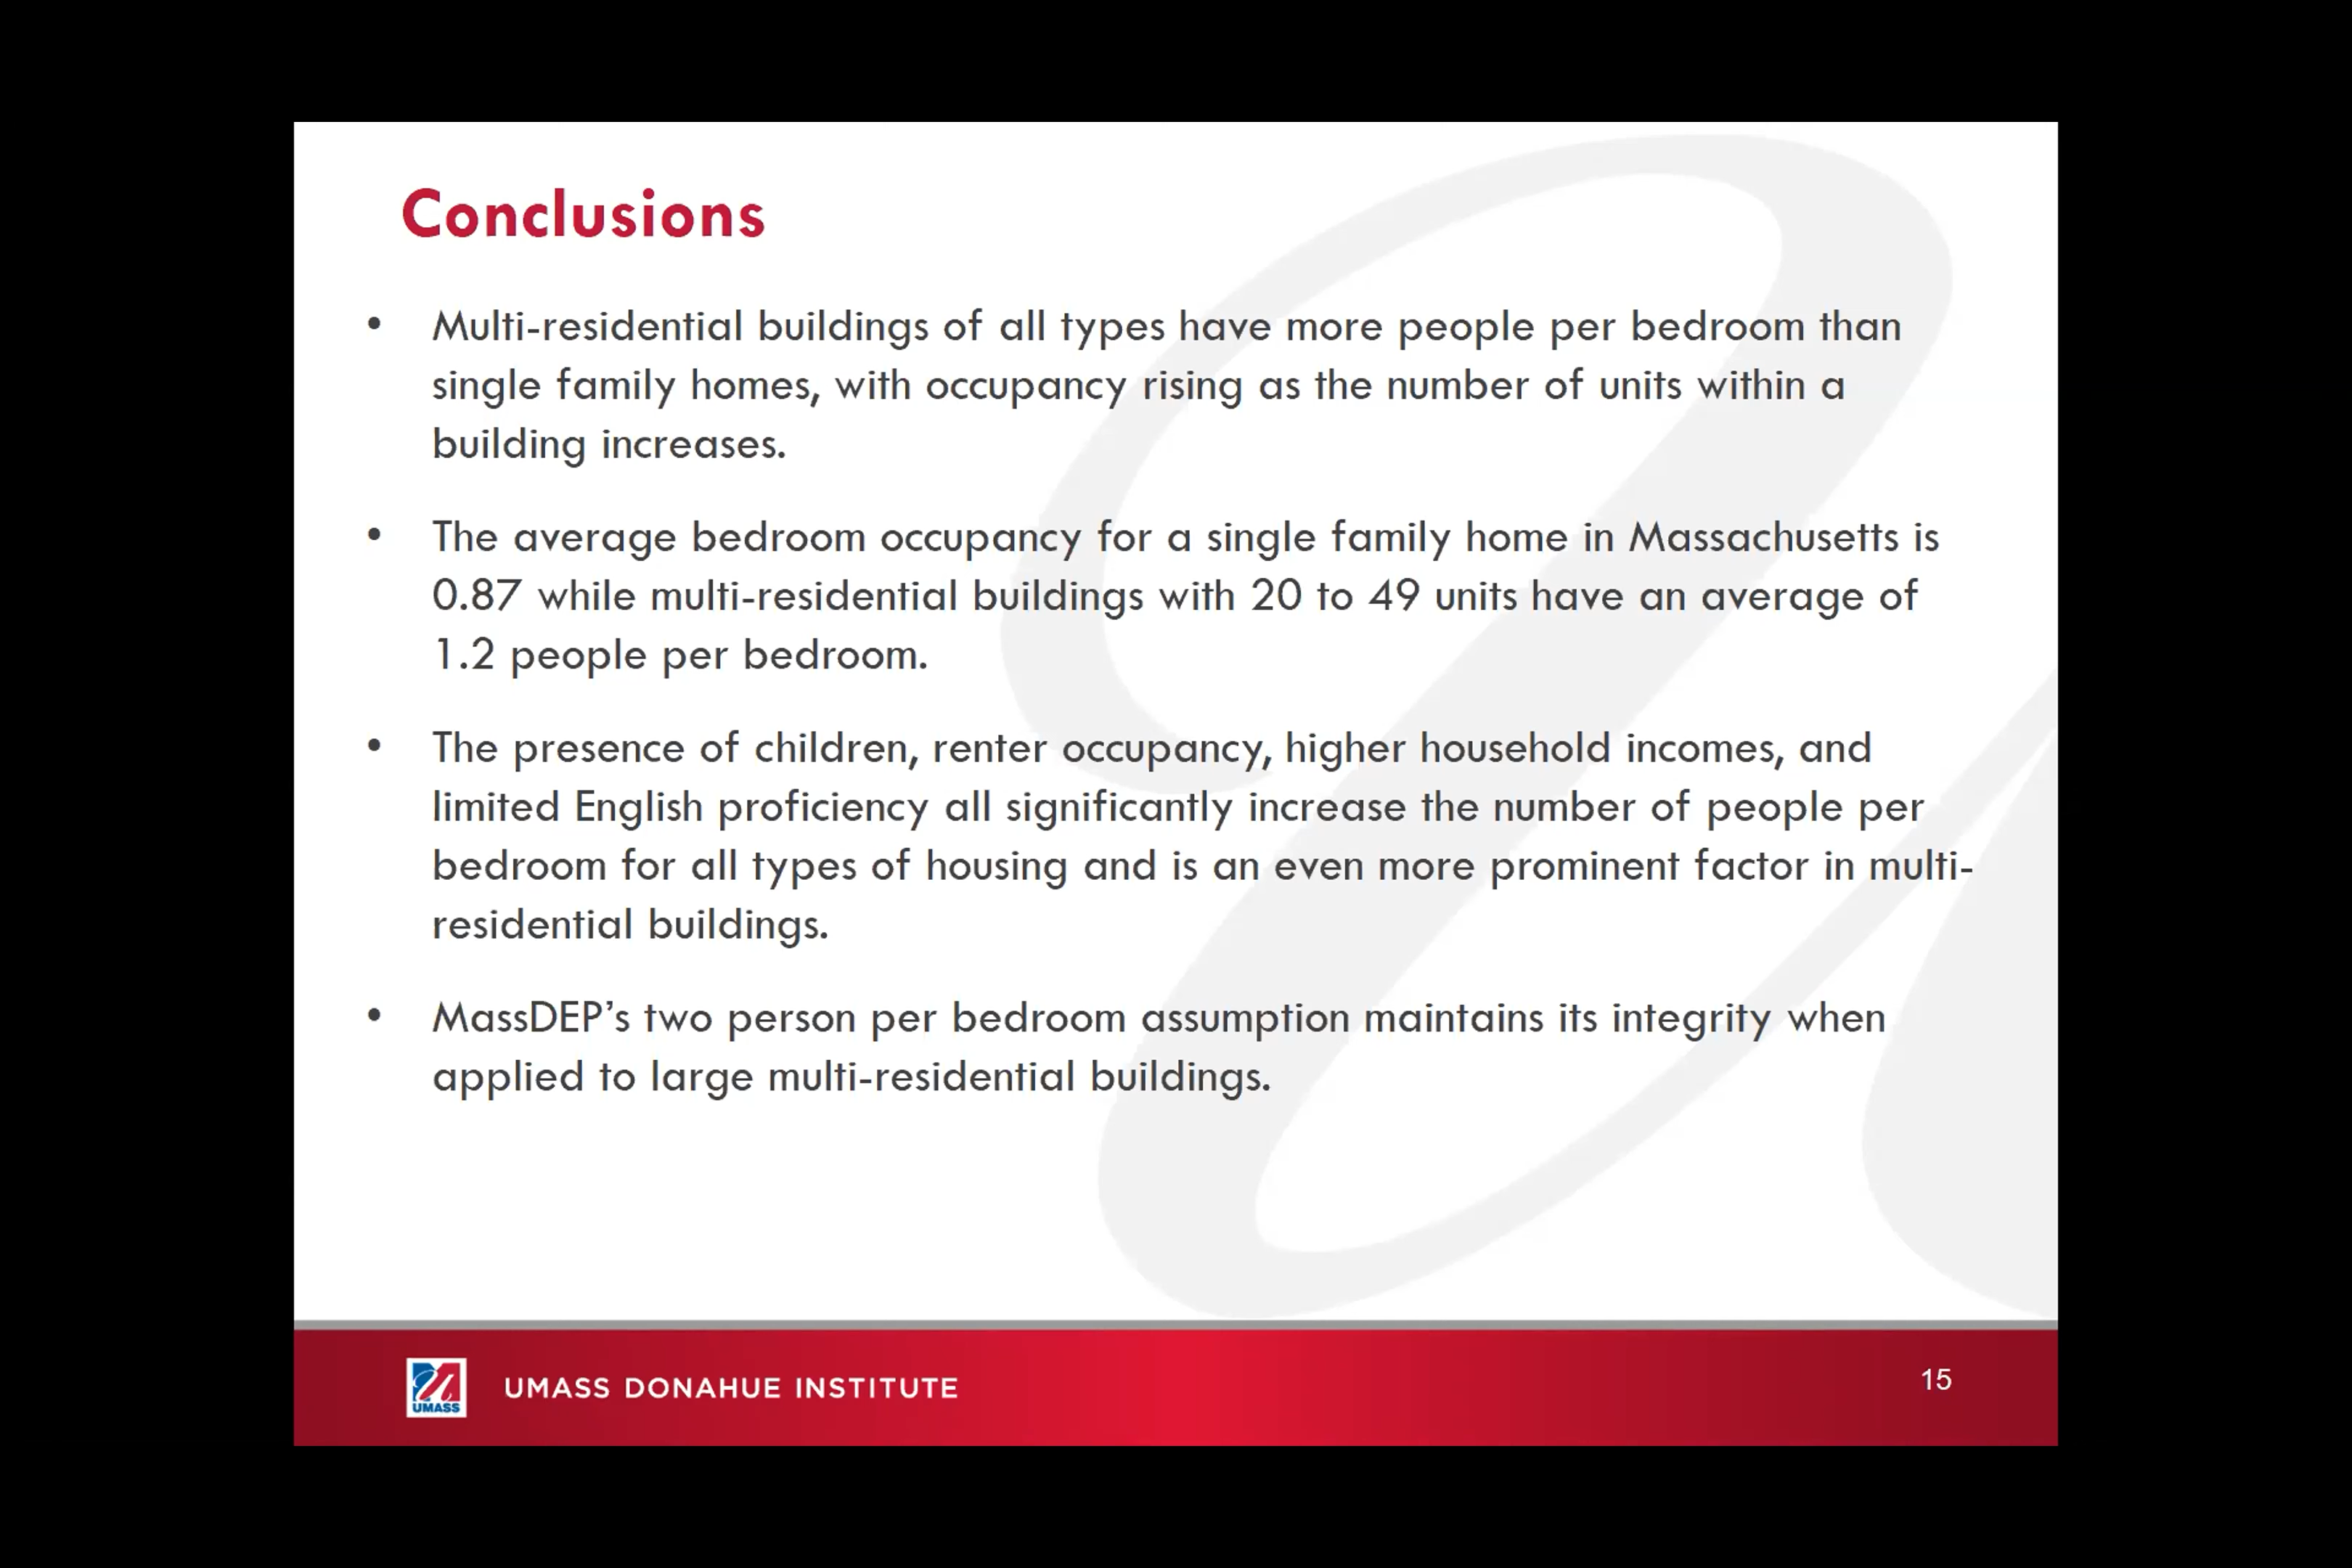 Conclusions
• Multi-residential buildings of all types have more people per bedroom than
single family homes, with occupancy rising as the number of units within a
building increases.
• The average bedroom occupancy for a single family home in Massachusetts is
0.87 while multi-residential buildings with 20 to 49 units have an average of
1.2 people per bedroom.
• The presence of children, renter occupancy, higher household incomes, and
limited English proficiency all significantly increase the number of people per
bedroom for all types of housing and is an even more prominent factor in multi-
residential buildings.
• MassDEP’s two person per bedroom assumption maintains its integrity when
applied to large multi-residential buildings.
UMASS
UMASS DONAHUE INSTITUTE
15